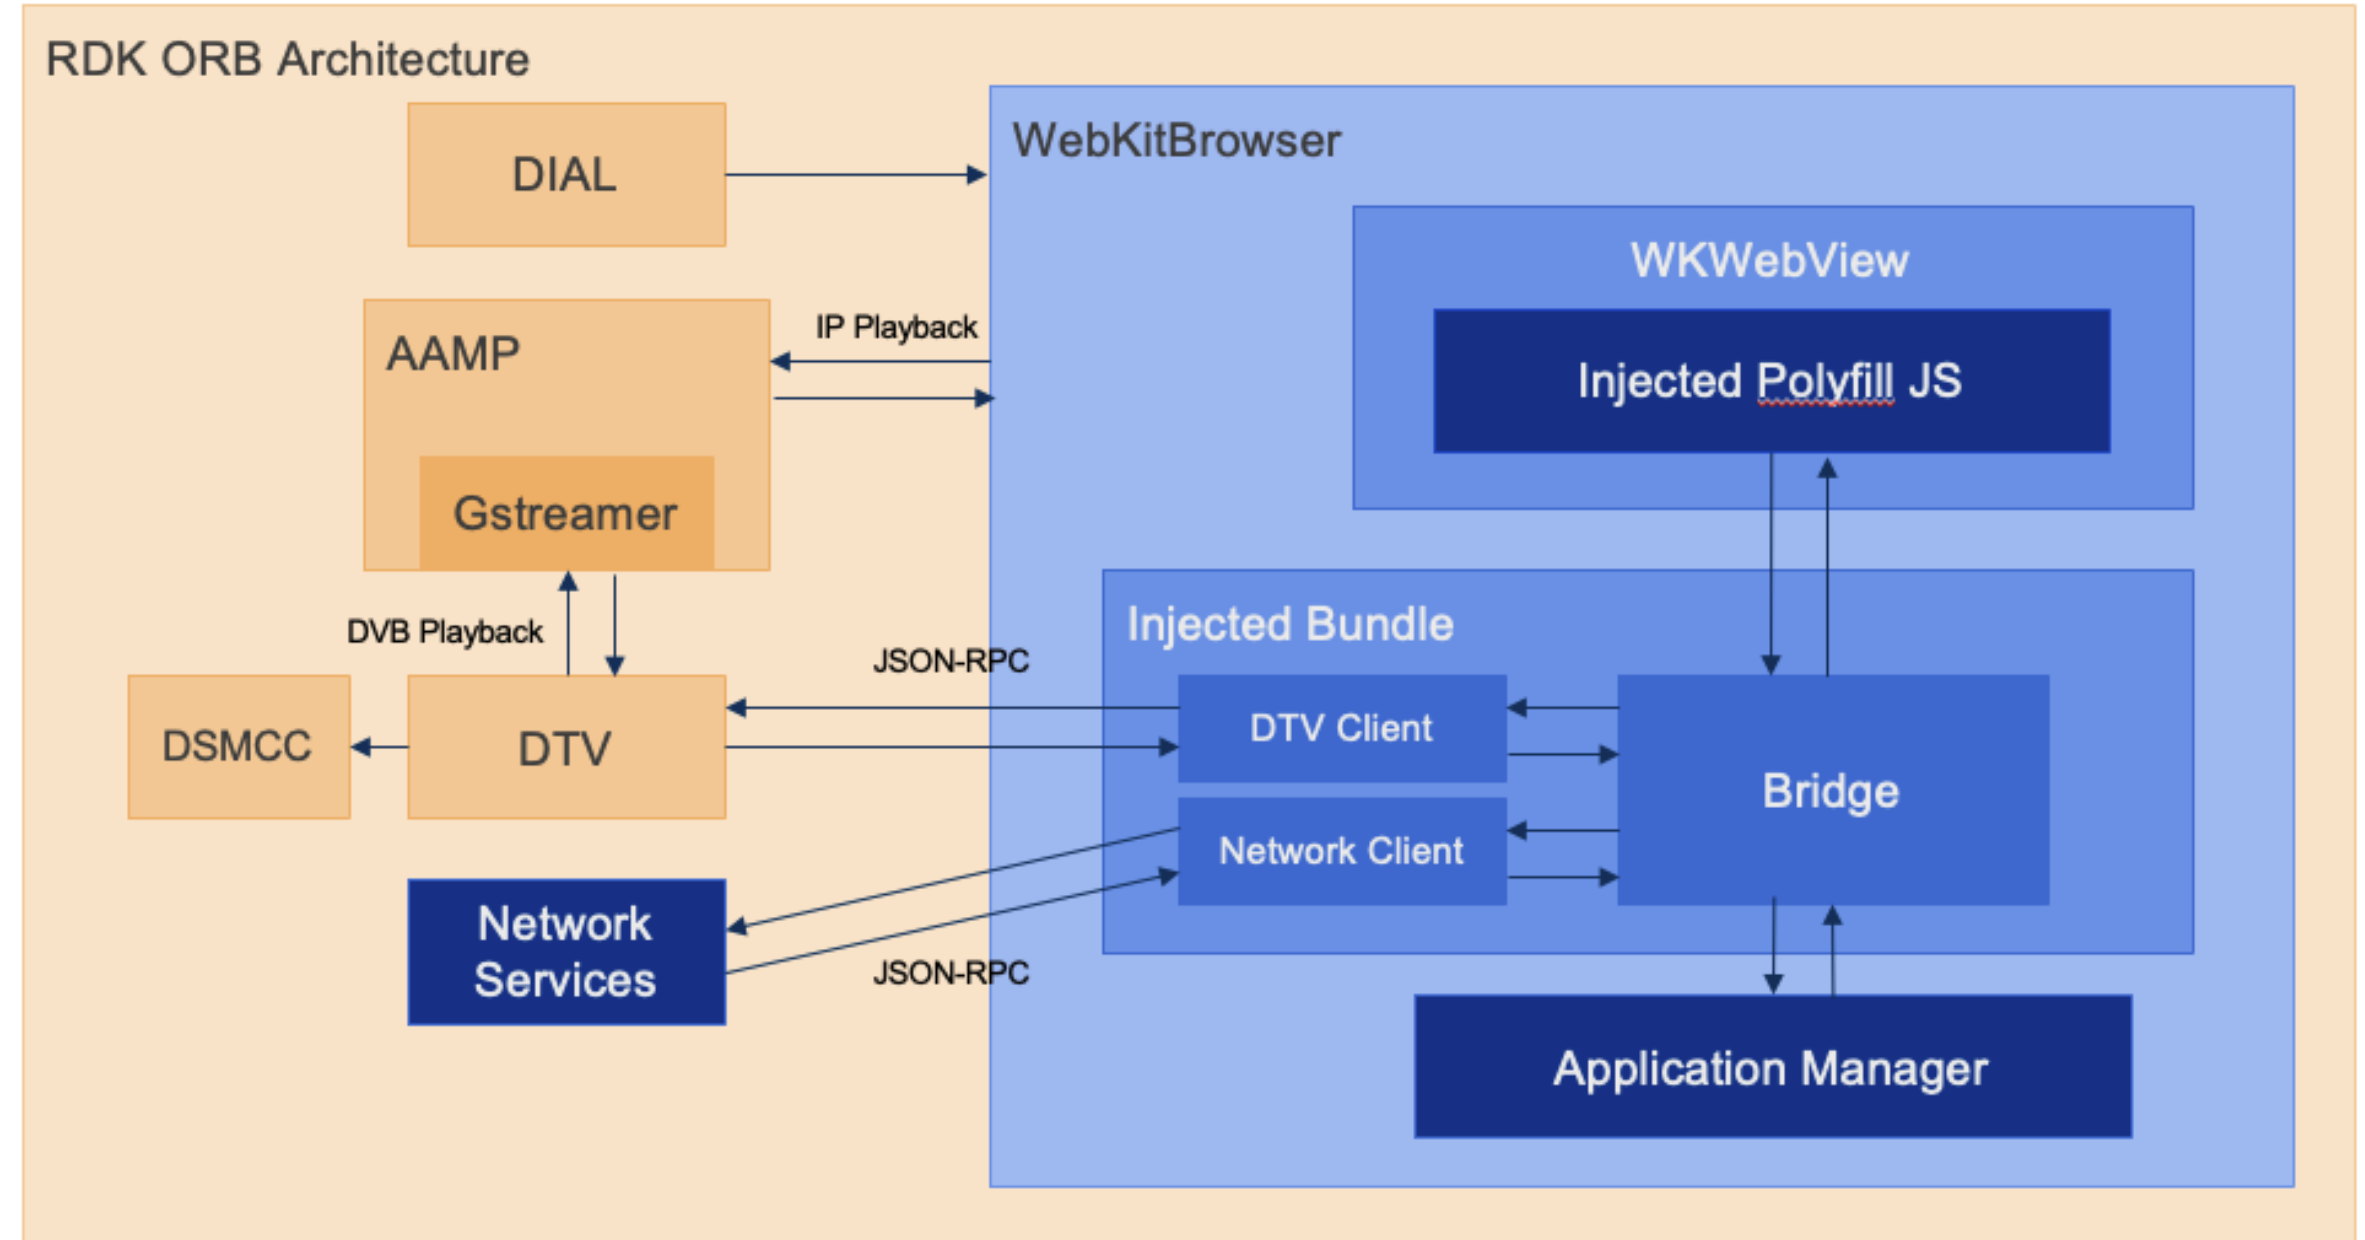 RDK ORB Architecture
DIAL
WebKitBrowser
WKWebView
Injected Polyfill JS
IP Playback
AAMP
Gstreamer
DVB Playback
JSON-RPC
Injected Bundle
DSMCC
DTV
DTV Client
Bridge
Network Client
Network
Services
JSON-RPC
Application Manager